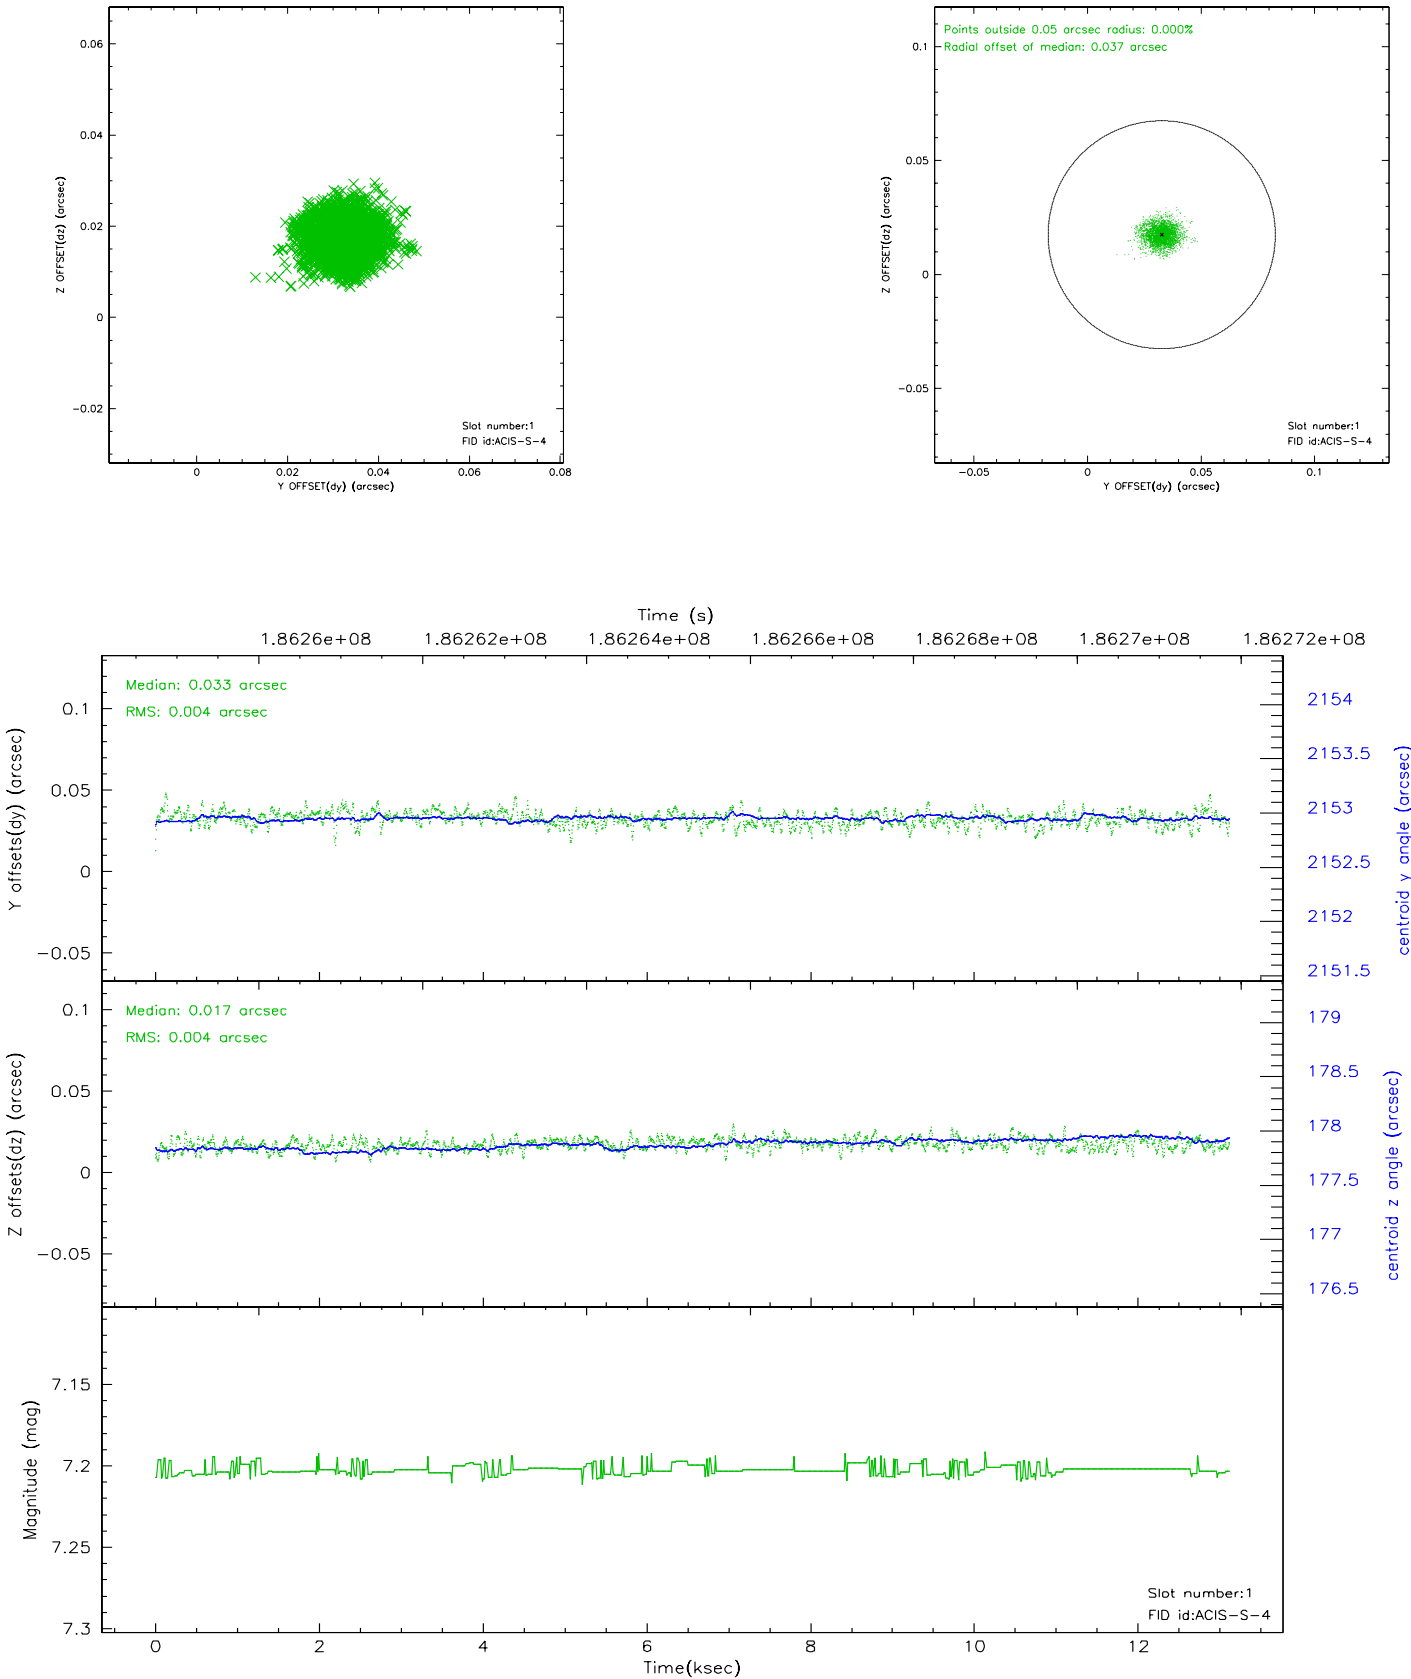 0.06
0.04
0.02
0
−0.02
Z OFFSET(dz) (arcsec)
Slot number:1
FID id:ACIS−S−4
0 0.02 0.04 0.06 0.08
Y OFFSET(dy) (arcsec)
Points outside 0.05 arcsec radius: 0.000%
Radial offset of median: 0.037 arcsec
0.1
0.05
0
−0.05
Z OFFSET(dz) (arcsec)
Slot number:1
FID id:ACIS−S−4
−0.05 0 0.05 0.1
Y OFFSET(dy) (arcsec)
Time (s)
1.8626e+08 1.86262e+08 1.86264e+08 1.86266e+08 1.86268e+08 1.8627e+08 1.86272e+08
Median: 0.033 arcsec
RMS: 0.004 arcsec
0.1
0.05
0
−0.05
Y offsets(dy) (arcsec)
2154
2153.5
2153
2152.5
2152
2151.5
centroid y angle (arcsec)
Median: 0.017 arcsec
RMS: 0.004 arcsec
0.1
0.05
0
−0.05
Z offsets(dz) (arcsec)
179
178.5
178
177.5
177
176.5
centroid z angle (arcsec)
7.15
7.2
7.25
7.3
Magnitude (mag)
Slot number:1
FID id:ACIS−S−4
0 2 4 6 8 10 12
Time(ksec)